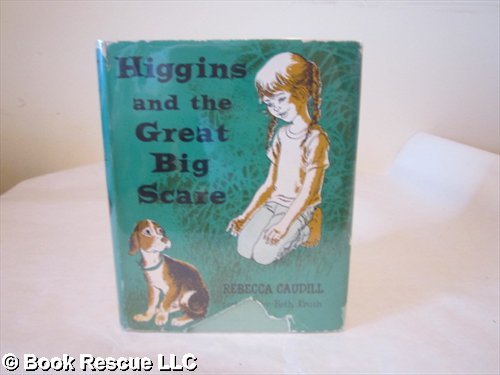 Higgins
and the
Great
Big
Scare
REBECCA CAUDILL
Beth Krush
© Book Rescue LLC